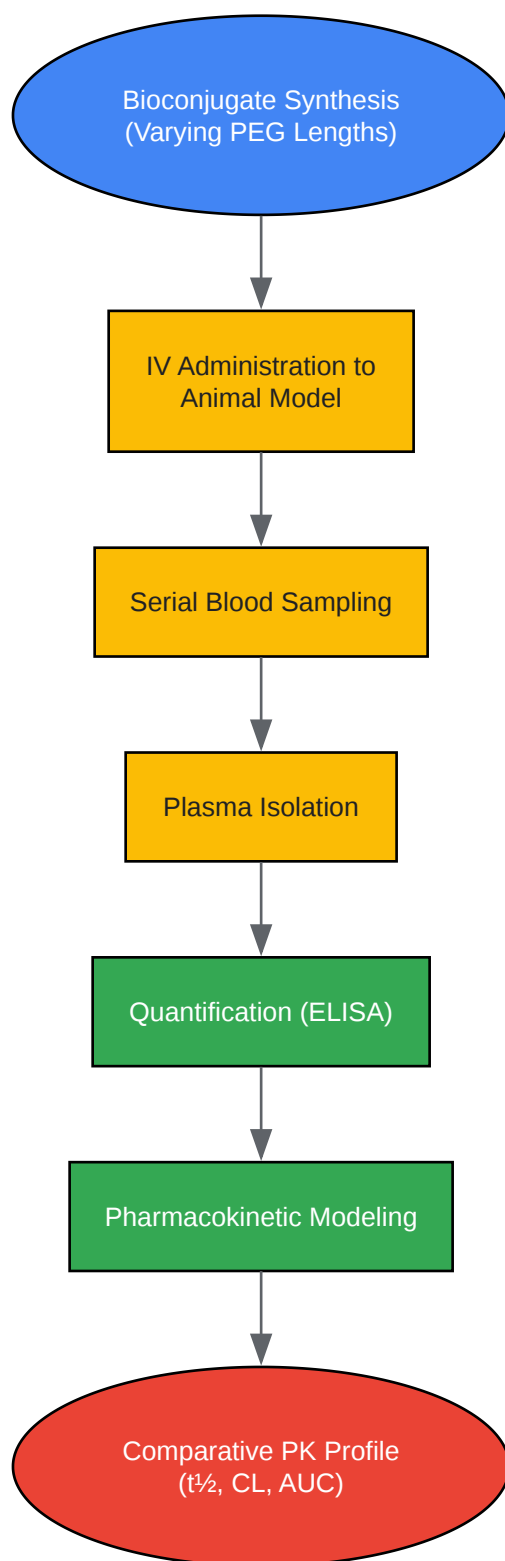 Bioconjugate Synthesis
(Varying PEG Lengths)
IV Administration to
Animal Model
Serial Blood Sampling
Plasma Isolation
Quantification (ELISA)
Pharmacokinetic Modeling
Comparative PK Profile
(t½, CL, AUC)